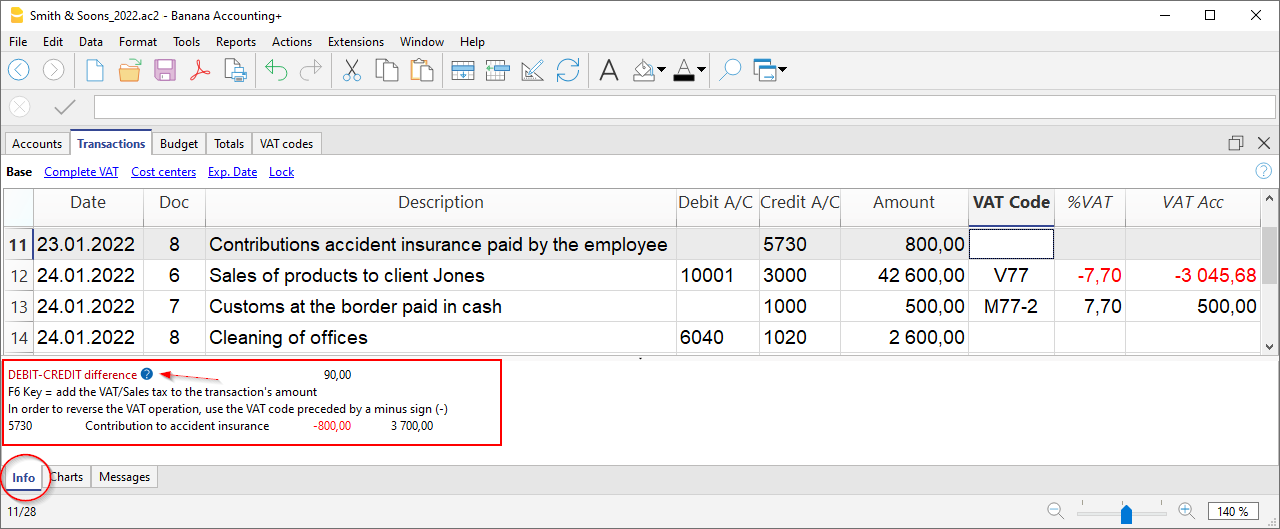 Smith & Soons_2022.ac2 - Banana Accounting+
File Edit Data Format Tools Reports Actions Extensions Window Help
Accounts Transactions Budget Totals VAT codes
Base Complete VAT Cost centers Exp. Date Lock
Date Doc Description Debit A/C Credit A/C Amount VAT Code %VAT VAT Acc
11 23.01.2022 8 Contributions accident insurance paid by the employee 5730 800,00
12 24.01.2022 6 Sales of products to client Jones 10001 3000 42 600,00 V77 -7,70 -3 045,68
13 24.01.2022 7 Customs at the border paid in cash 1000 500,00 M77-2 7,70 500,00
14 24.01.2022 8 Cleaning of offices 6040 1020 2 600,00
DEBIT-CREDIT difference ? 90,00
F6 Key = add the VAT/Sales tax to the transaction's amount
In order to reverse the VAT operation, use the VAT code preceded by a minus sign (-)
5730 Contribution to accident insurance -800,00 3 700,00
Info Charts Messages
11/28 140 %